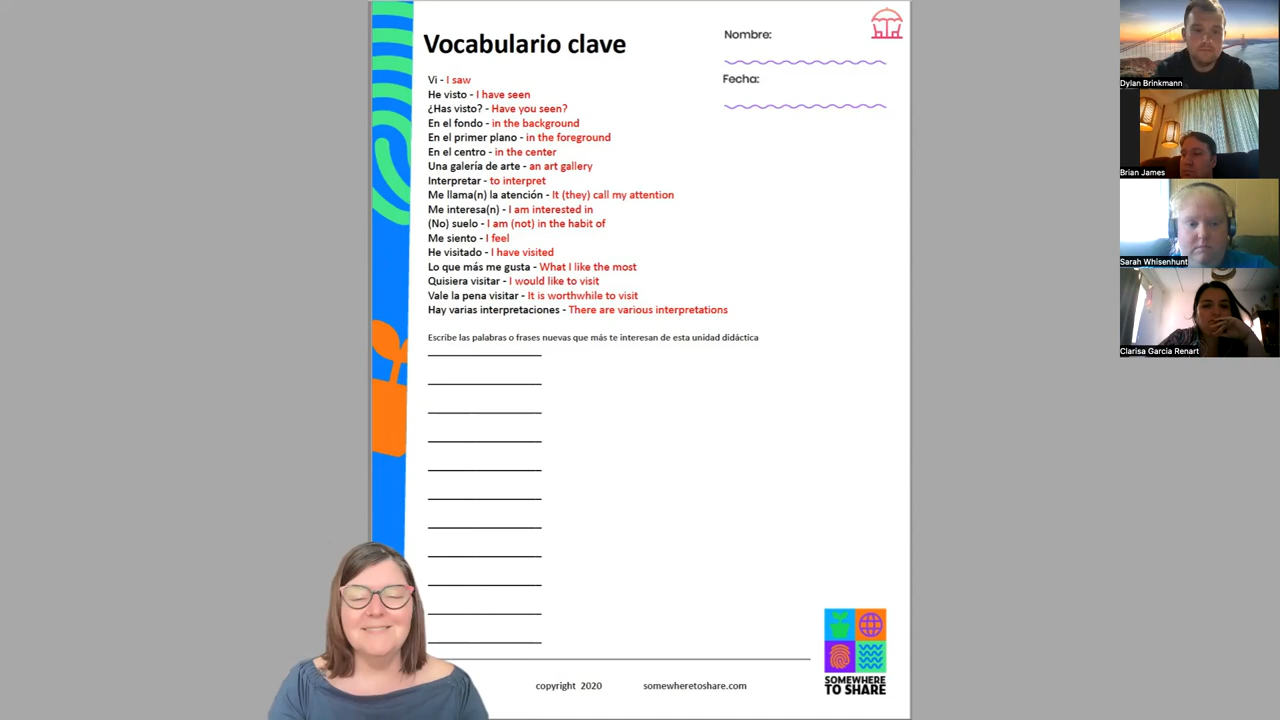 Vocabulario clave
Nombre:
Fecha:
Vi - I saw
He visto - I have seen
¿Has visto? - Have you seen?
En el fondo - in the background
En el primer plano - in the foreground
En el centro - in the center
Una galería de arte - an art gallery
Interpretar - to interpret
Me llama(n) la atención - It (they) call my attention
Me interesa(n) - I am interested in
(No) suelo - I am (not) in the habit of
Me siento - I feel
He visitado - I have visited
Lo que más me gusta - What I like the most
Quisiera visitar - I would like to visit
Vale la pena visitar - It is worthwhile to visit
Hay varias interpretaciones - There are various interpretations
Escribe las palabras o frases nuevas que más te interesan de esta unidad didáctica
copyright 2020 somewheretoshare.com
SOMEWHERE
TO SHARE
Dylan Brinkmann
Brian James
Sarah Whisenhunt
Clarisa Garcia Renart